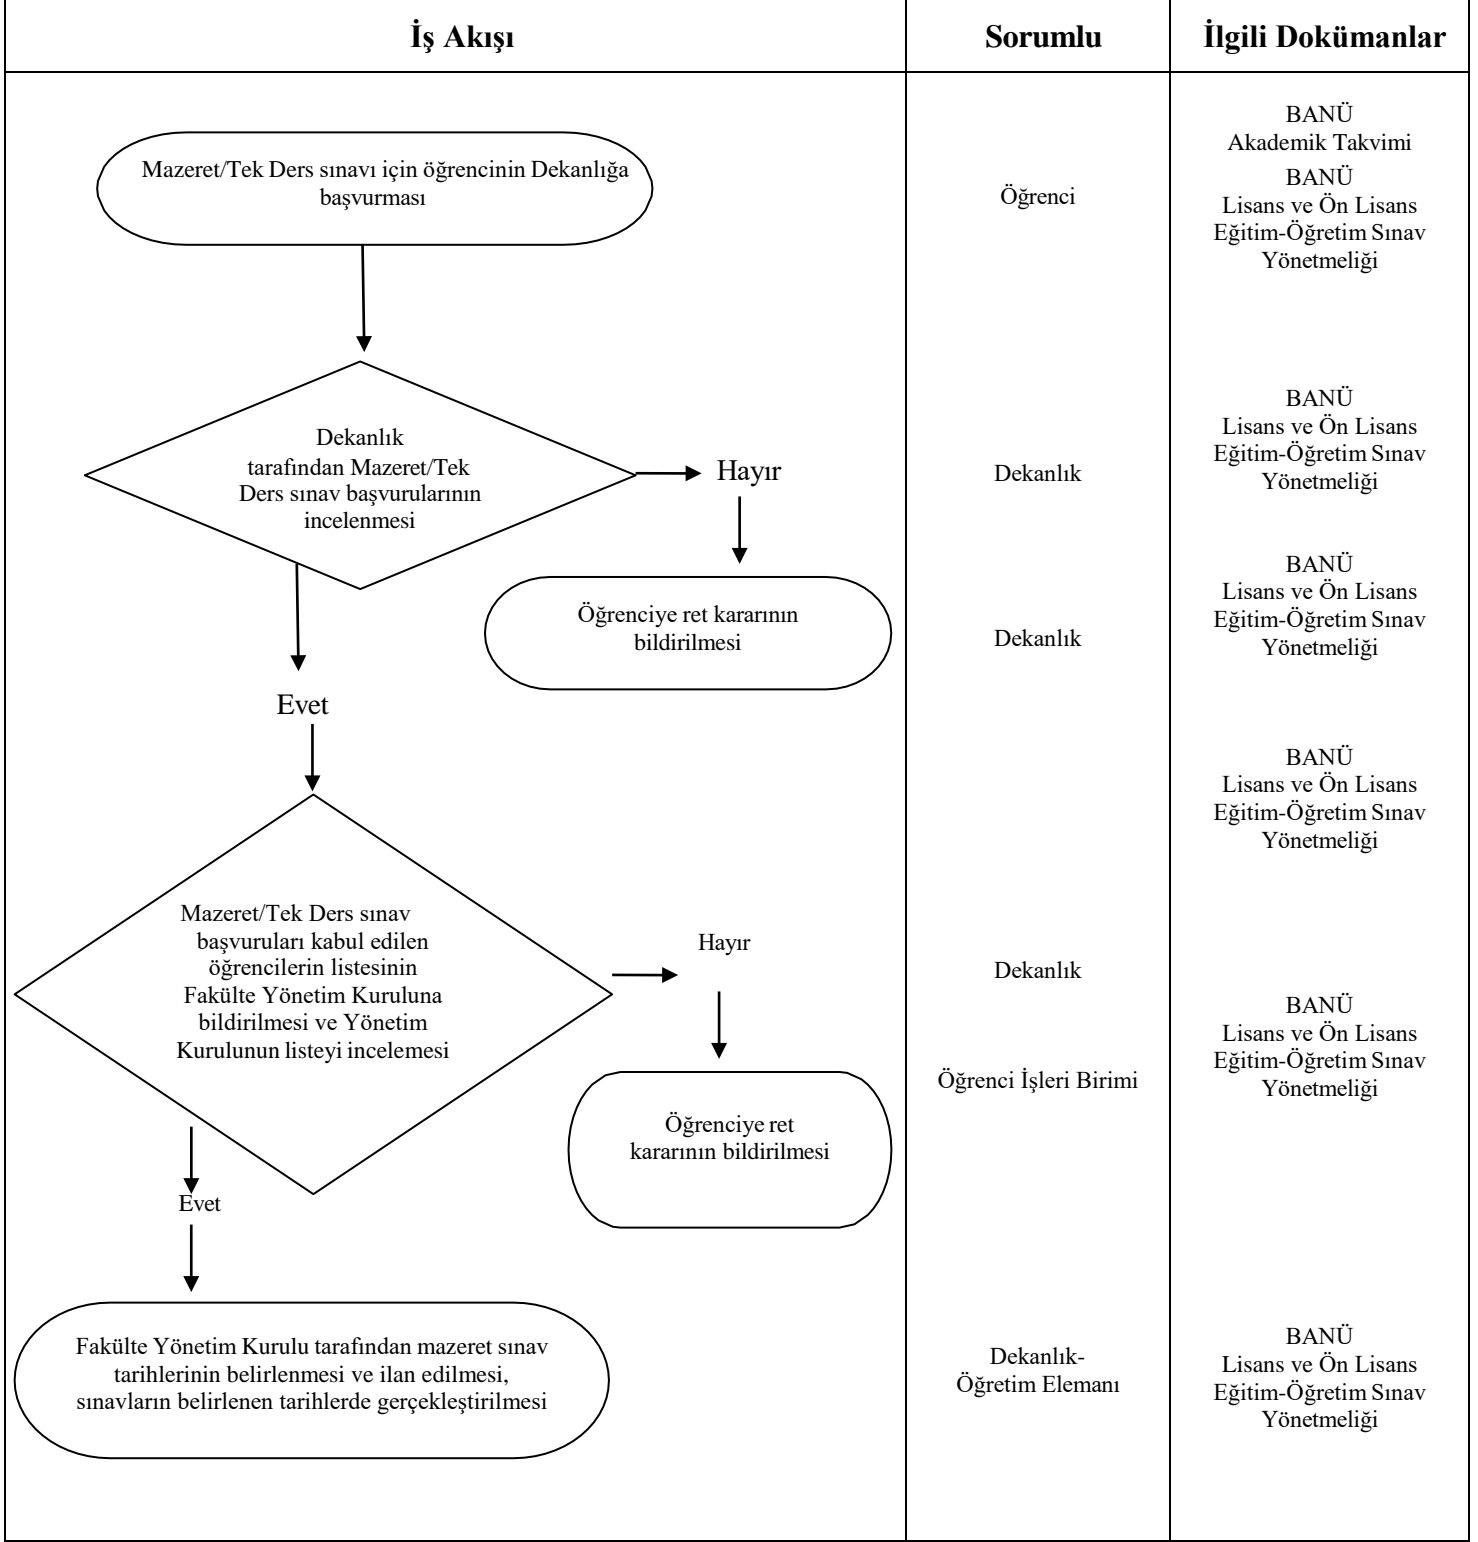 İş Akışı
Sorumlu
İlgili Dokümanlar
Mazeret/Tek Ders sınavı için öğrencinin Dekanlığa
başvurması
Öğrenci
BANÜ
Akademik Takvimi
BANÜ
Lisans ve Ön Lisans
Eğitim-Öğretim Sınav
Yönetmeliği
Dekanlık
tarafından Mazeret/Tek
Ders sınav başvurularının
incelenmesi
Hayır
Dekanlık
BANÜ
Lisans ve Ön Lisans
Eğitim-Öğretim Sınav
Yönetmeliği
Öğrenciye ret kararının
bildirilmesi
Dekanlık
BANÜ
Lisans ve Ön Lisans
Eğitim-Öğretim Sınav
Yönetmeliği
Evet
BANÜ
Lisans ve Ön Lisans
Eğitim-Öğretim Sınav
Yönetmeliği
Mazeret/Tek Ders sınav
başvuruları kabul edilen
öğrencilerin listesinin
Fakülte Yönetim Kuruluna
bildirilmesi ve Yönetim
Kurulunun listeyi incelemesi
Hayır
Dekanlık
BANÜ
Lisans ve Ön Lisans
Eğitim-Öğretim Sınav
Yönetmeliği
Öğrenciye ret
kararının bildirilmesi
Öğrenci İşleri Birimi
Evet
Fakülte Yönetim Kurulu tarafından mazeret sınav
tarihlerinin belirlenmesi ve ilan edilmesi,
sınavların belirlenen tarihlerde gerçekleştirilmesi
Dekanlık-
Öğretim Elemanı
BANÜ
Lisans ve Ön Lisans
Eğitim-Öğretim Sınav
Yönetmeliği